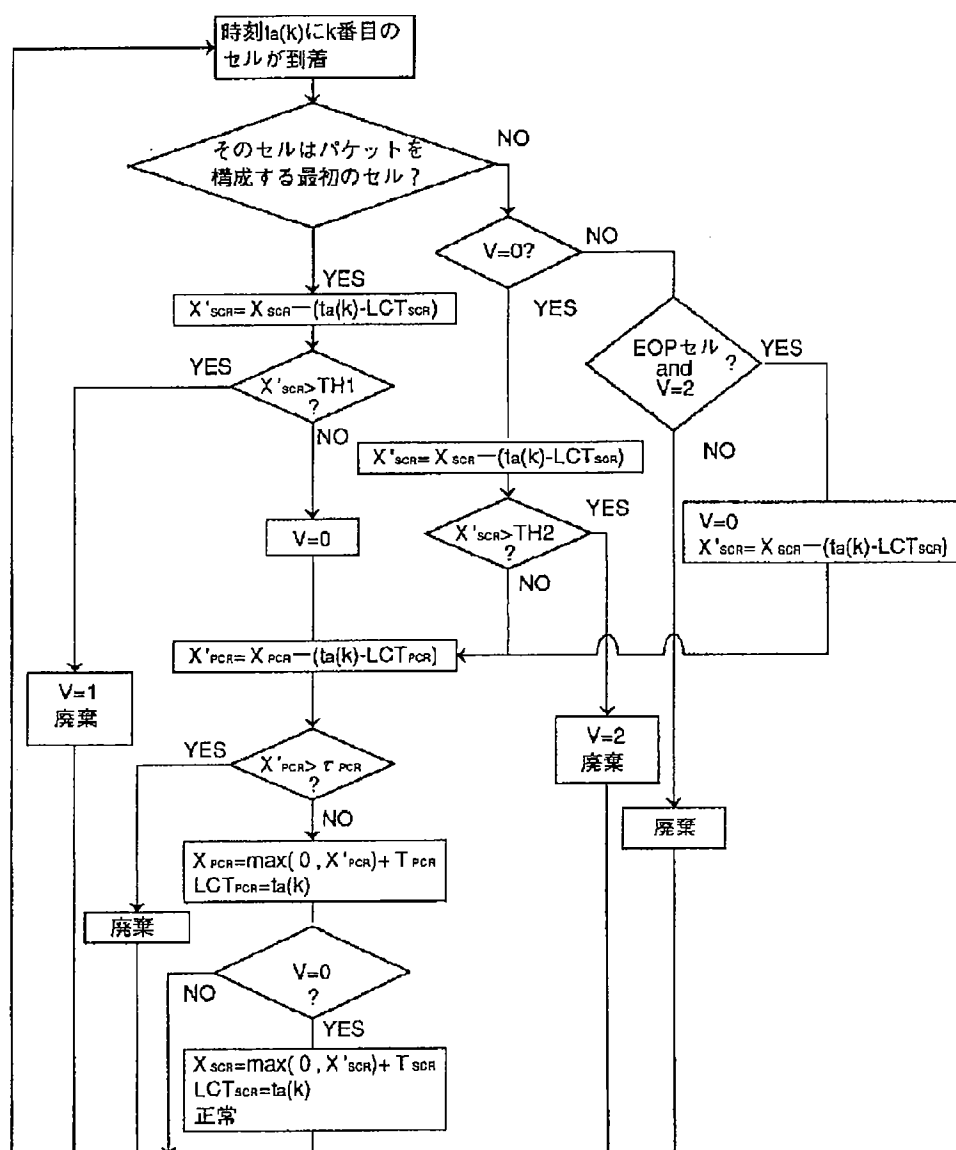 時刻ta(k)にk番目の
セルが到着
そのセルはパケットを
構成する最初のセル？
NO
YES
V=0?
NO
YES
X'SCR=XSCR—(ta(k)-LCTSCR)
YES
X'SCR>TH1
?
NO
EOPセル
and
V=2
?
YES
NO
X'SCR=XSCR—(ta(k)-LCTSCR)
V=0
X'SCR>TH2
?
YES
NO
V=0
X'SCR=XSCR—(ta(k)-LCTSCR)
X'PCR=XPCR—(ta(k)-LCTPCR)
V=1
廃棄
V=2
廃棄
YES
X'PCR>τPCR
?
NO
廃棄
XPCR=max(0,X'PCR)+TPCR
LCTPCR=ta(k)
廃棄
V=0
?
NO
YES
XSCR=max(0,X'SCR)+TSCR
LCTSCR=ta(k)
正常